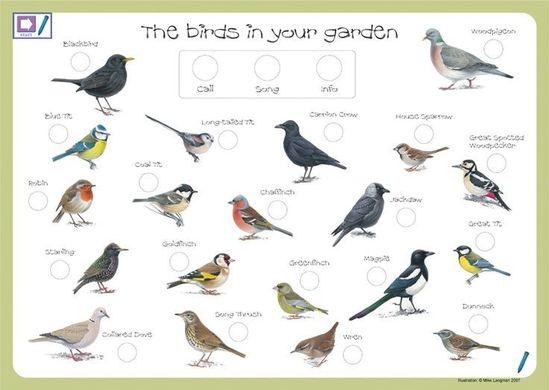 start
The birds in your garden
Call
Song
Info
Blackbird
Woodpigeon
Blue Tit
Long-tailed Tit
Carrion Crow
House Sparrow
Great Spotted
Woodpecker
Coal Tit
Robin
Chaffinch
Jackdaw
Great Tit
Starling
Goldfinch
Greenfinch
Magpie
Collared Dove
Song Thrush
Wren
Dunnock
Illustration: © Mike Langman 2007